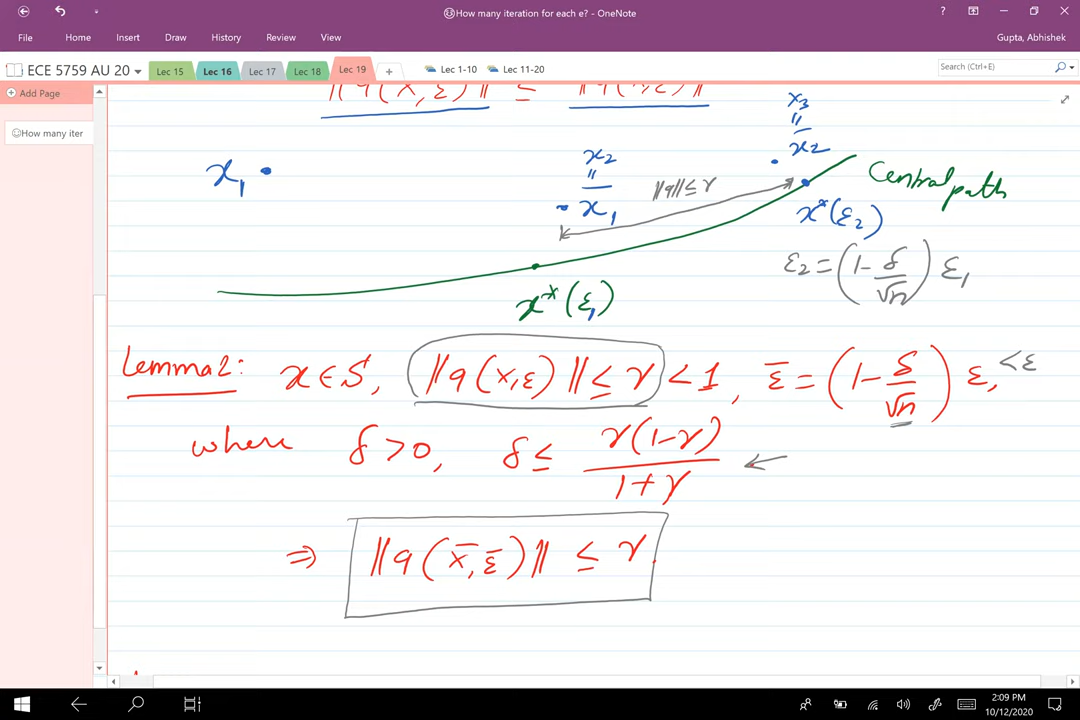 How many iteration for each e? - OneNote
File Home Insert Draw History Review View
Gupta, Abhishek
ECE 5759 AU 20
Lec 15 Lec 16 Lec 17 Lec 18 Lec 19 + Lec 1-10 Lec 11-20
Search (Ctrl+E)
Add Page
How many iter
x₁ •
x₂ = x̄₁
‖q‖ ≤ γ
x₃ = x̄₂
Central path
x*(ε₁)
x*(ε₂)
ε₂ = (1 - δ/√n) ε₁
Lemma 2: x ∈ S, ‖q(x,ε)‖ ≤ γ < 1, ε̄ = (1 - δ/√n) ε, < ε
where δ > 0, δ ≤ γ(1-γ)/(1+γ) ←
⇒ ‖q(x̄,ε̄)‖ ≤ γ.
2:09 PM
10/12/2020